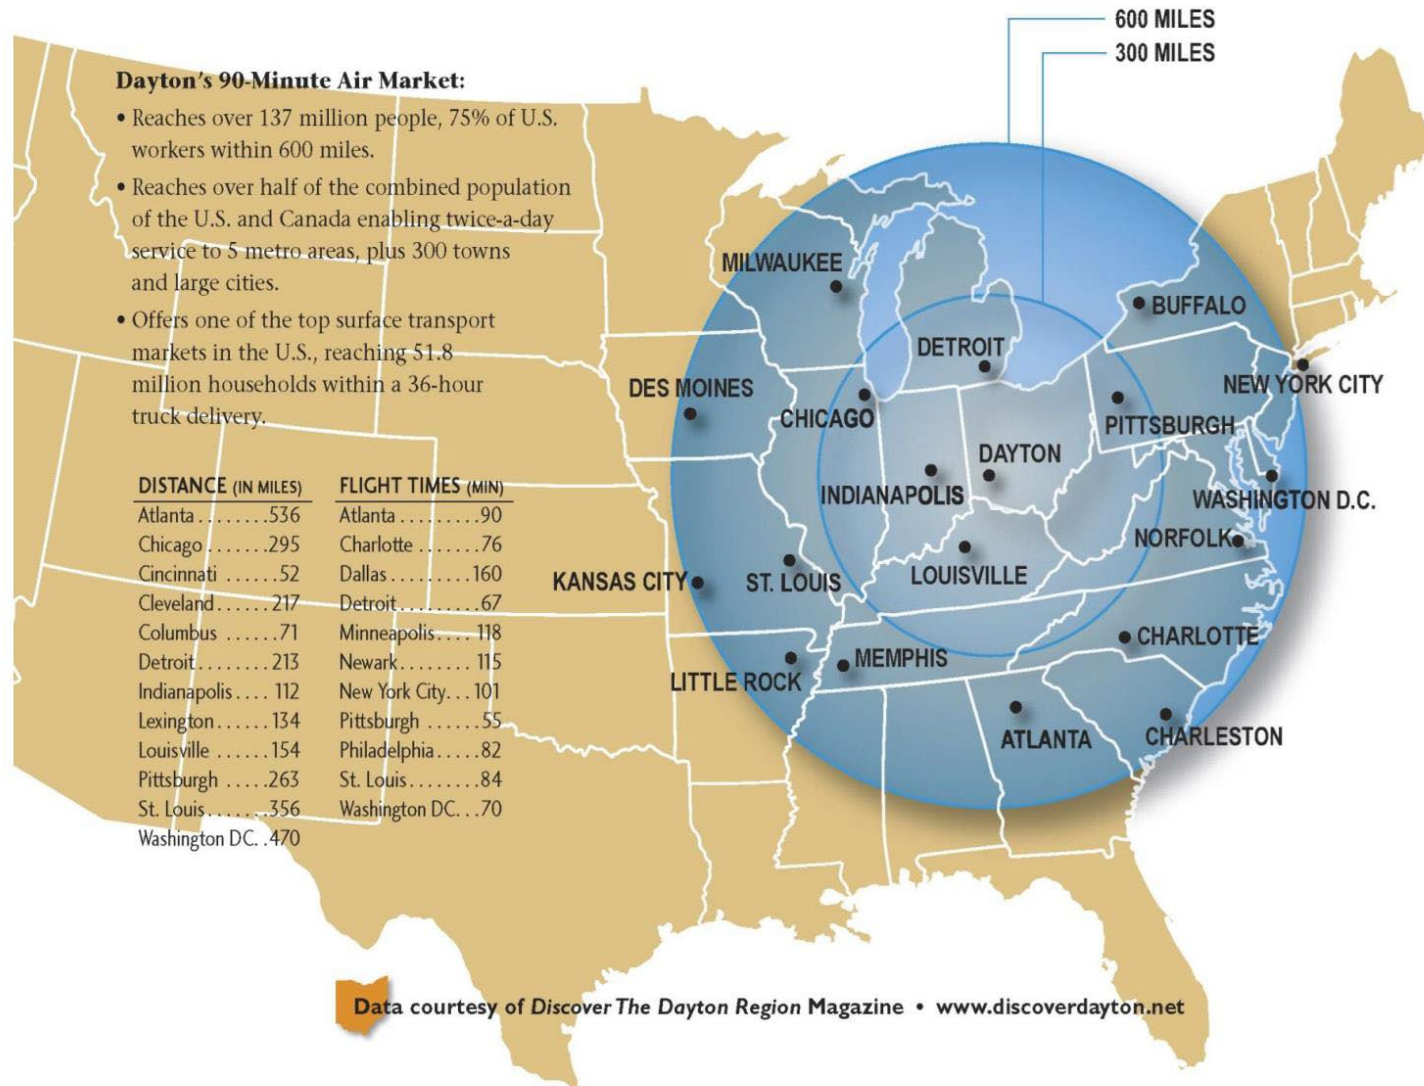 600 MILES
300 MILES
Dayton's 90-Minute Air Market:
• Reaches over 137 million people, 75% of U.S.
workers within 600 miles.
• Reaches over half of the combined population
of the U.S. and Canada enabling twice-a-day
service to 5 metro areas, plus 300 towns
and large cities.
• Offers one of the top surface transport
markets in the U.S., reaching 51.8
million households within a 36-hour
truck delivery.
DISTANCE (IN MILES)
Atlanta ........536
Chicago .......295
Cincinnati ......52
Cleveland......217
Columbus ......71
Detroit........213
Indianapolis.... 112
Lexington......134
Louisville ......154
Pittsburgh .....263
St. Louis.......356
Washington DC. .470
FLIGHT TIMES (MIN)
Atlanta .........90
Charlotte .......76
Dallas.........160
Detroit.........67
Minneapolis.... 118
Newark........ 115
New York City...101
Pittsburgh ......55
Philadelphia.....82
St. Louis........84
Washington DC...70
MILWAUKEE
BUFFALO
DETROIT
NEW YORK CITY
DES MOINES
CHICAGO
PITTSBURGH
DAYTON
INDIANAPOLIS
WASHINGTON D.C.
NORFOLK
KANSAS CITY
ST. LOUIS
LOUISVILLE
CHARLOTTE
MEMPHIS
LITTLE ROCK
ATLANTA
CHARLESTON
Data courtesy of Discover The Dayton Region Magazine • www.discoverdayton.net